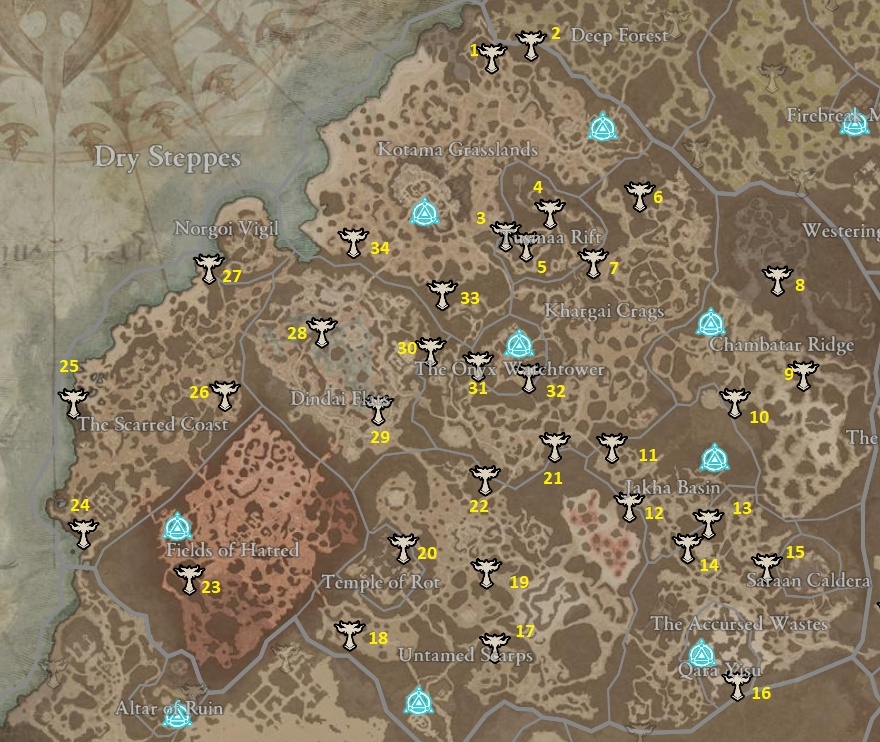 1
2
Deep Forest
Firebreak M
Dry Steppes
Kotama Grasslands
4
6
3
Norgoi Vigil
34
Rift
Westering
5
7
27
8
33
Khargai Crags
28
30
Chambatar Ridge
25
The Onyx Watchtower
9
26
31
32
Dindai Flats
10
The Scarred Coast
29
The
11
21
Jakha Basin
24
22
12
13
Fields of Hatred
20
14
15
23
Temple of Rot
19
Saraan Caldera
The Accursed Wastes
18
17
Untamed Scarps
Qara Yisu
16
Altar of Ruin